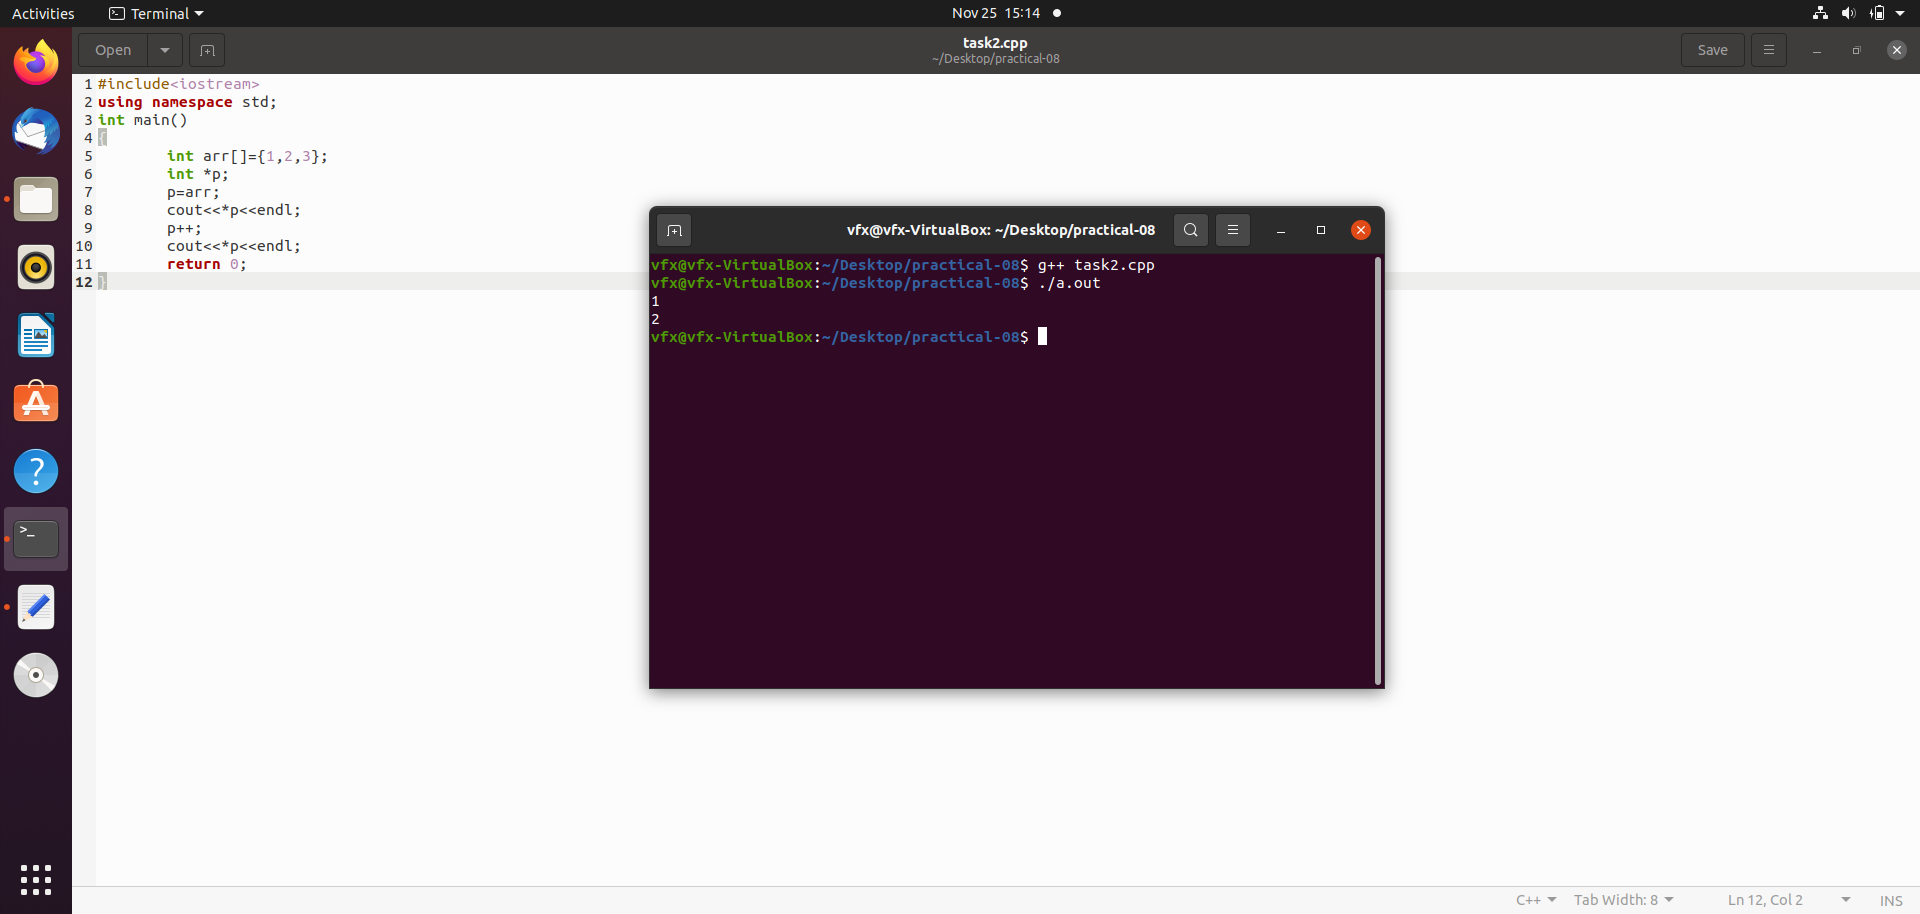 Activities
Terminal
Nov 25 15:14
Open
task2.cpp
~/Desktop/practical-08
Save
1 #include<iostream>
2 using namespace std;
3 int main()
4 {
5 int arr[]={1,2,3};
6 int *p;
7 p=arr;
8 cout<<*p<<endl;
9 p++;
10 cout<<*p<<endl;
11 return 0;
12 }
vfx@vfx-VirtualBox: ~/Desktop/practical-08
vfx@vfx-VirtualBox:~/Desktop/practical-08$ g++ task2.cpp
vfx@vfx-VirtualBox:~/Desktop/practical-08$ ./a.out
1
2
vfx@vfx-VirtualBox:~/Desktop/practical-08$
C++
Tab Width: 8
Ln 12, Col 2
INS